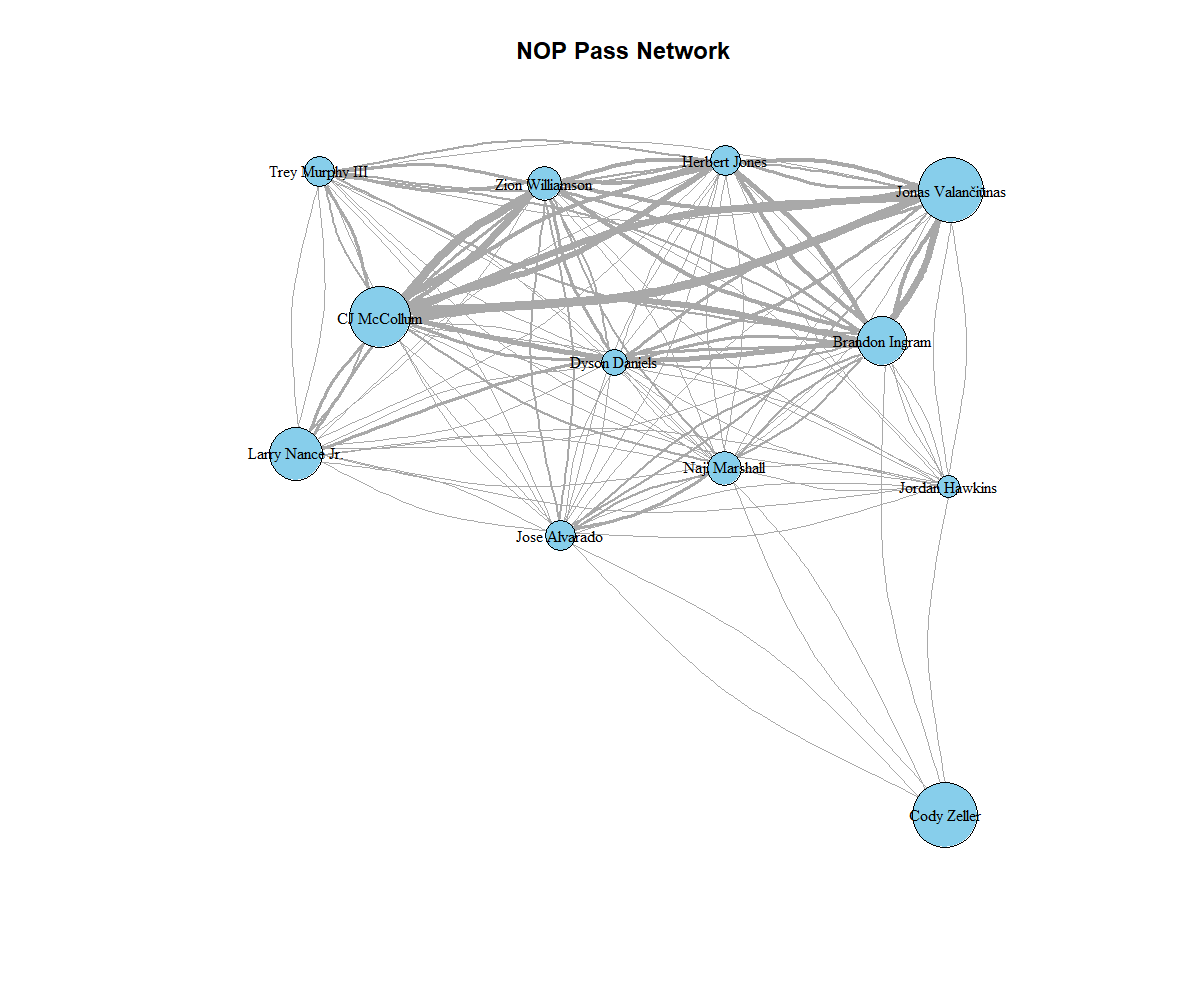 NOP Pass Network
Trey Murphy III
Zion Williamson
Herbert Jones
Jonas Valančiūnas
CJ McCollum
Brandon Ingram
Dyson Daniels
Larry Nance Jr.
Naji Marshall
Jordan Hawkins
Jose Alvarado
Cody Zeller